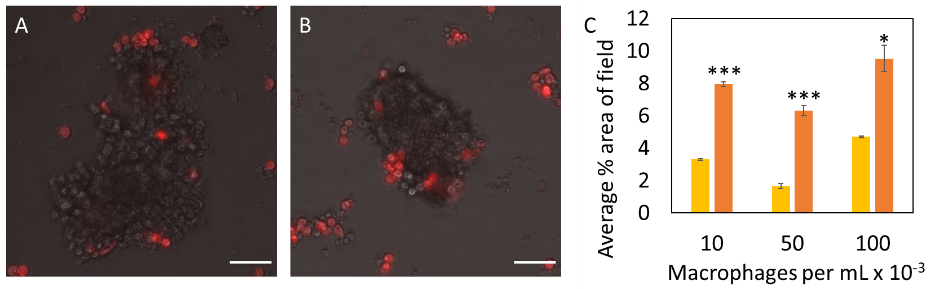 A
B
C
Average % area of field
12
10
8
6
4
2
0
***
***
*
10 50 100
Macrophages per mL x 10⁻³